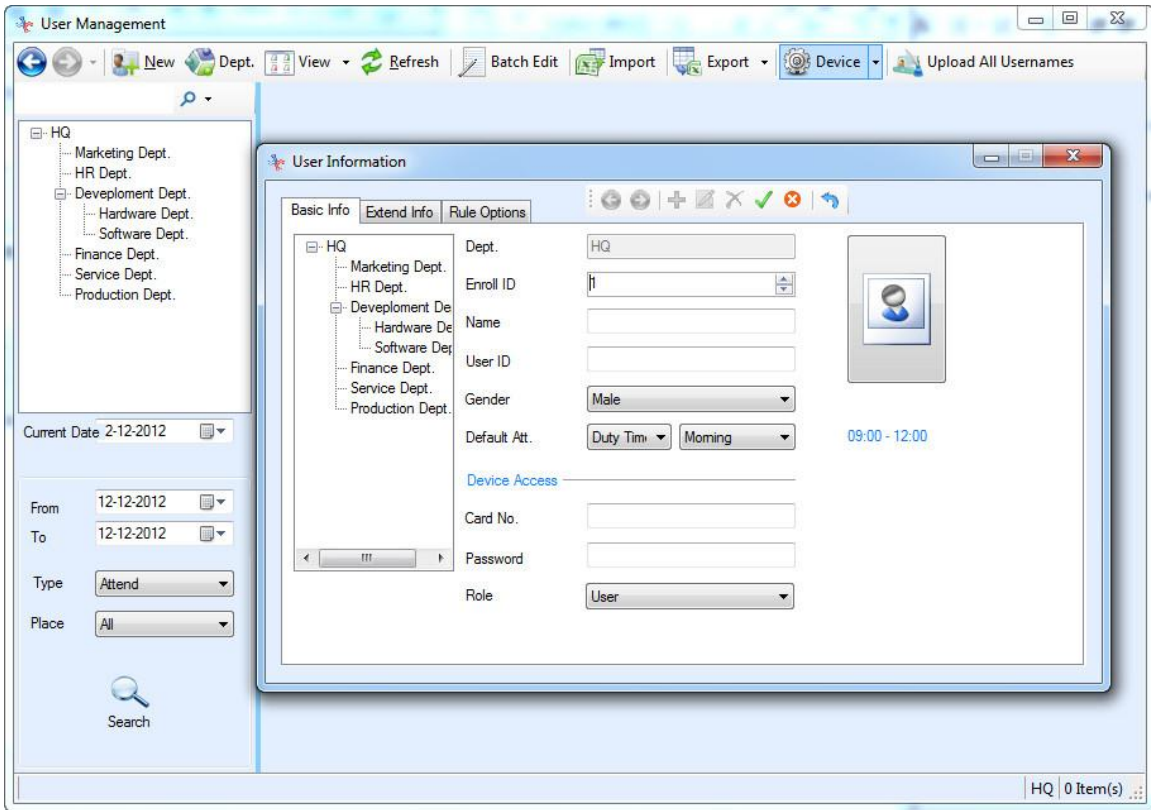 User Management
New Dept. View Refresh Batch Edit Import Export Device Upload All Usernames
HQ
Marketing Dept.
HR Dept.
Deveploment Dept.
Hardware Dept.
Software Dept.
Finance Dept.
Service Dept.
Production Dept.
Current Date 2-12-2012
From 12-12-2012
To 12-12-2012
Type Attend
Place All
Search
User Information
Basic Info Extend Info Rule Options
HQ
Marketing Dept.
HR Dept.
Deveploment De
Hardware De
Software Dep
Finance Dept.
Service Dept.
Production Dept.
Dept. HQ
Enroll ID 1
Name
User ID
Gender Male
Default Att. Duty Tim Morning 09:00 - 12:00
Device Access
Card No.
Password
Role User
HQ 0 Item(s)